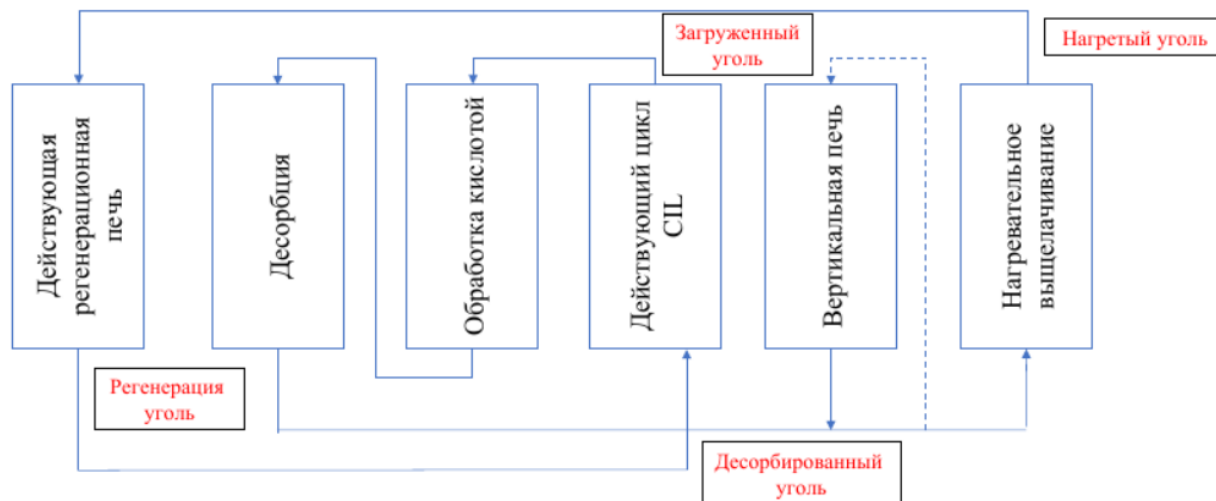 Загруженный
уголь
Нагретый уголь
Действующая
регенерационная
печь
Десорбция
Обработка кислотой
Действующий цикл
CIL
Вертикальная печь
Нагревательное
выщелачивание
Регенерация
уголь
Десорбированный
уголь